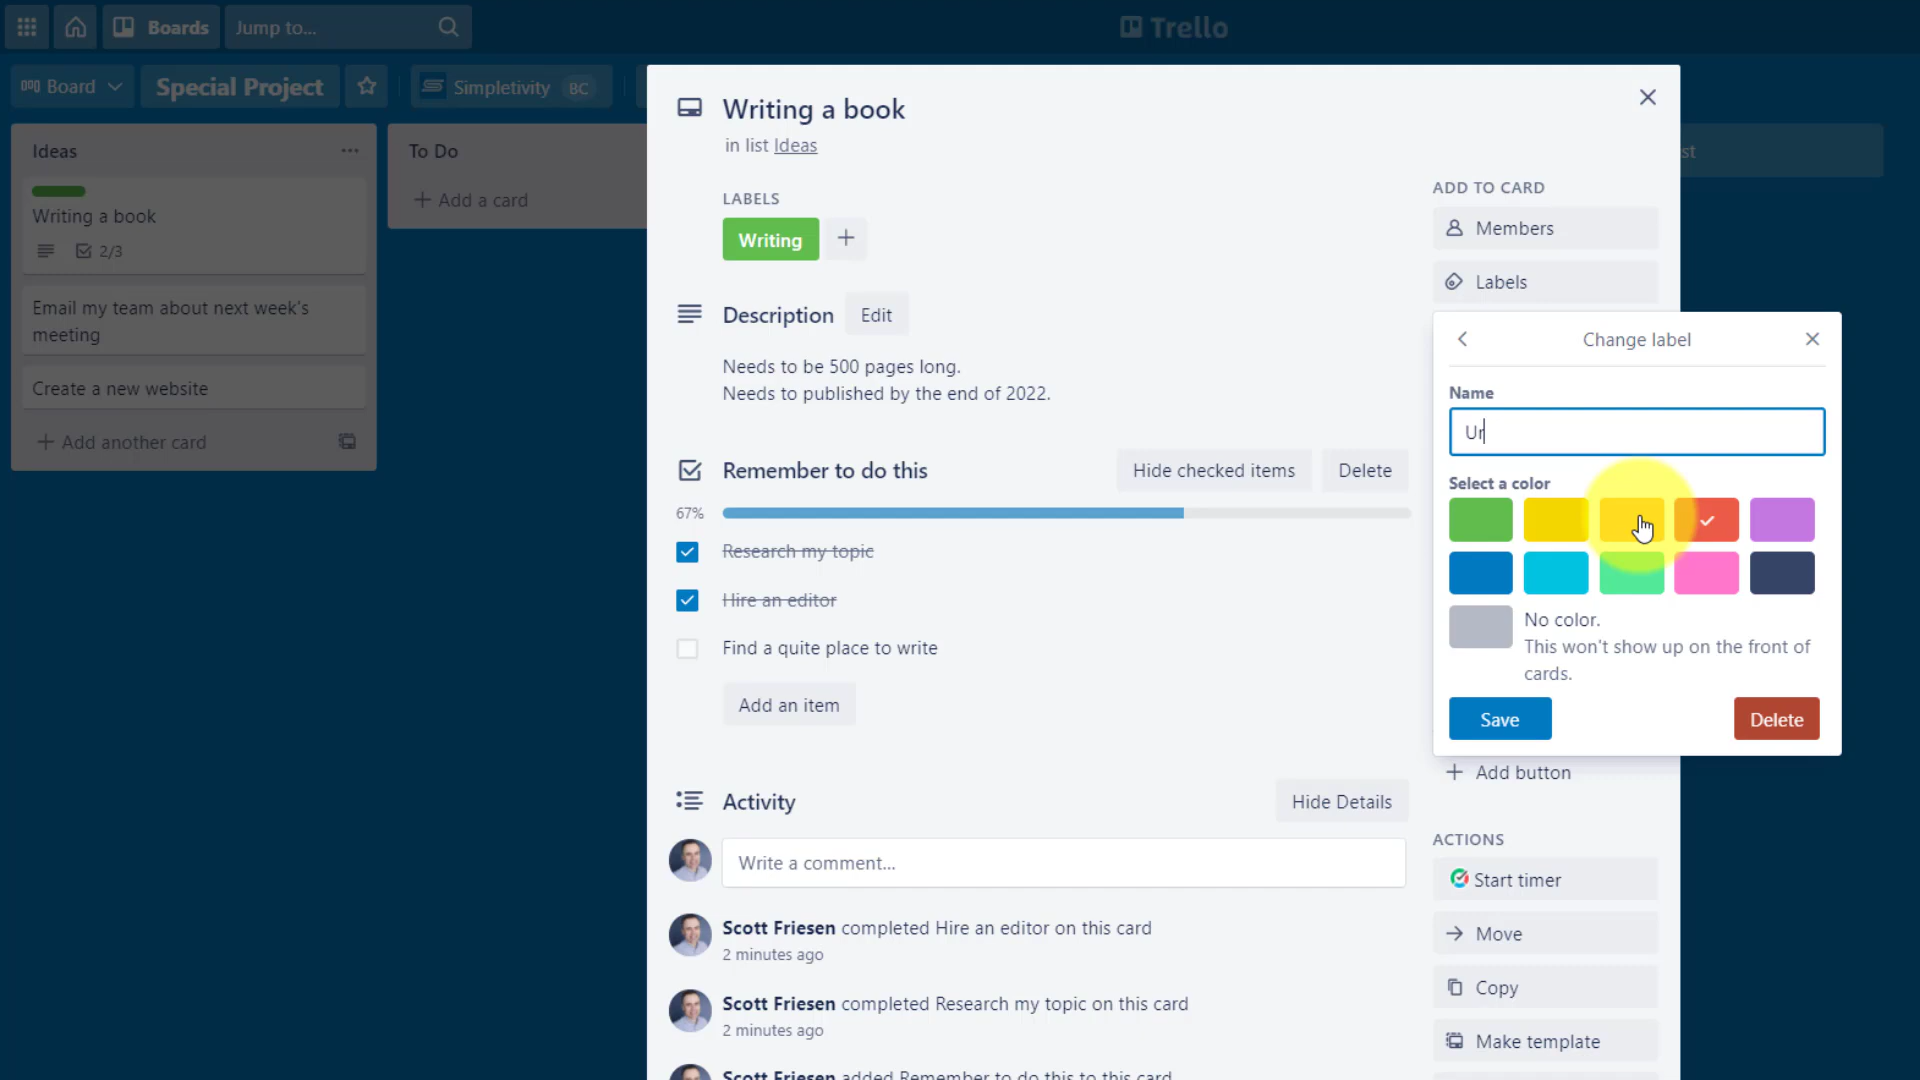 Boards
Jump to...
Trello
Board
Special Project
Simpletivity
BC
Ideas
Writing a book
2/3
Email my team about next week's
meeting
Create a new website
Add another card
To Do
Add a card
st
Writing a book
in list Ideas
LABELS
Writing
Description
Edit
Needs to be 500 pages long.
Needs to published by the end of 2022.
Remember to do this
Hide checked items
Delete
67%
Research my topic
Hire an editor
Find a quite place to write
Add an item
Activity
Hide Details
Write a comment...
Scott Friesen completed Hire an editor on this card
2 minutes ago
Scott Friesen completed Research my topic on this card
2 minutes ago
Scott Friesen added Remember to do this to this card
ADD TO CARD
Members
Labels
Change label
Name
Ur
Select a color
No color.
This won't show up on the front of
cards.
Save
Delete
Add button
ACTIONS
Start timer
Move
Copy
Make template